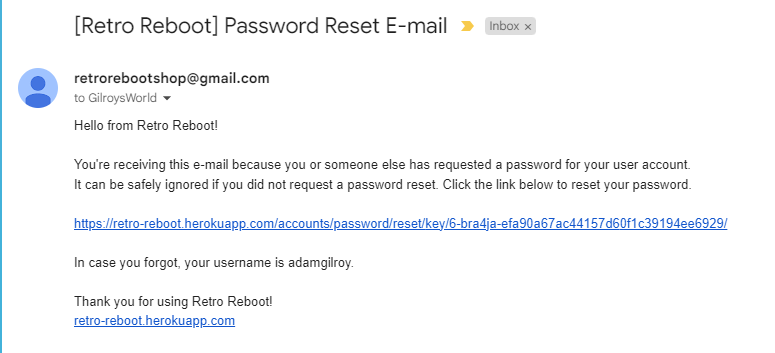 [Retro Reboot] Password Reset E-mail Inbox ×
retrorebootshop@gmail.com
to GilroysWorld
Hello from Retro Reboot!
You're receiving this e-mail because you or someone else has requested a password for your user account.
It can be safely ignored if you did not request a password reset. Click the link below to reset your password.
https://retro-reboot.herokuapp.com/accounts/password/reset/key/6-bra4ja-efa90a67ac44157d60f1c39194ee6929/
In case you forgot, your username is adamgilroy.
Thank you for using Retro Reboot!
retro-reboot.herokuapp.com